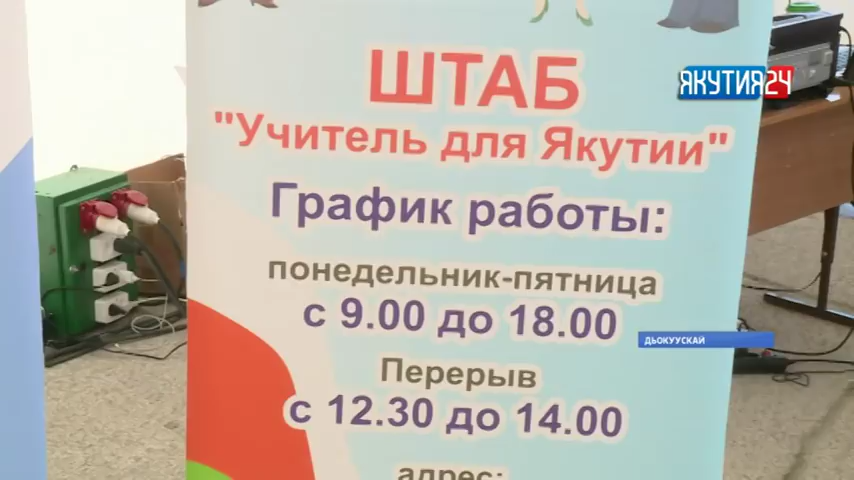 ШТАБ
"Учитель для Якутии"
График работы:
понедельник-пятница
с 9.00 до 18.00
Перерыв
с 12.30 до 14.00
адрес:
ЯКУТИЯ24
ДЬОКУУСКАЙ